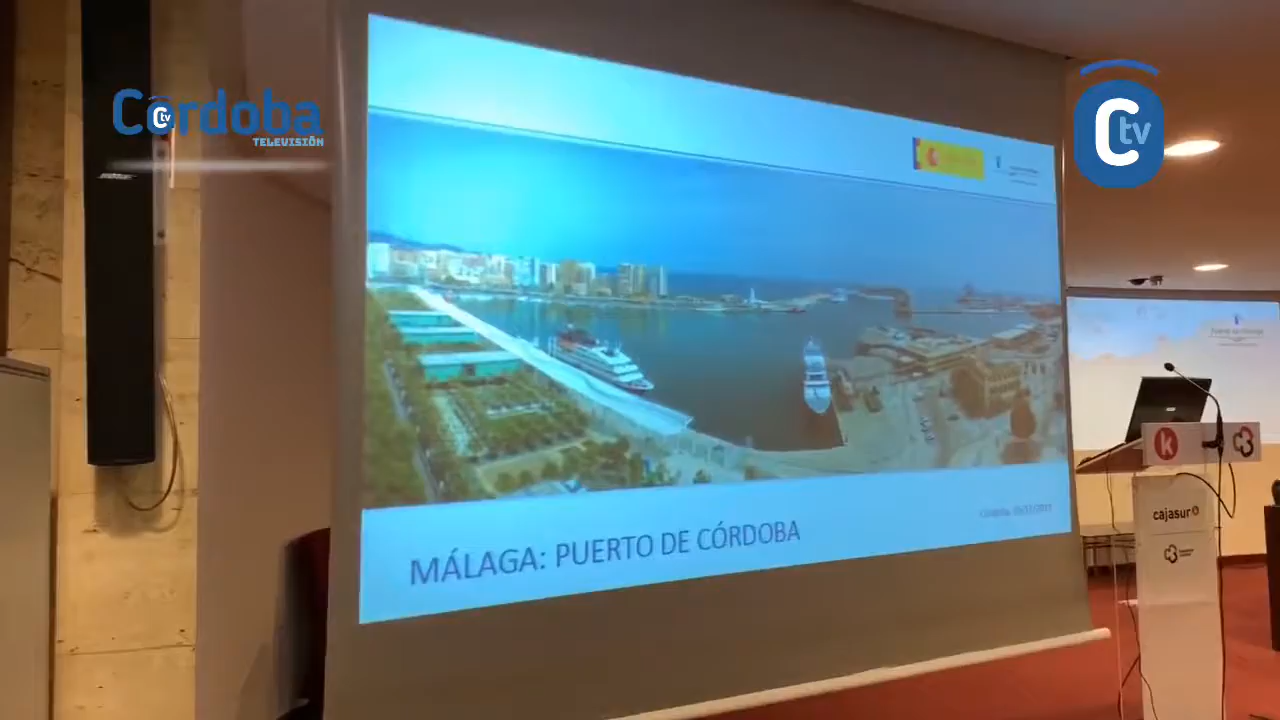 Córdoba
TELEVISIÓN
Ctv
MÁLAGA: PUERTO DE CÓRDOBA
k
cajasur